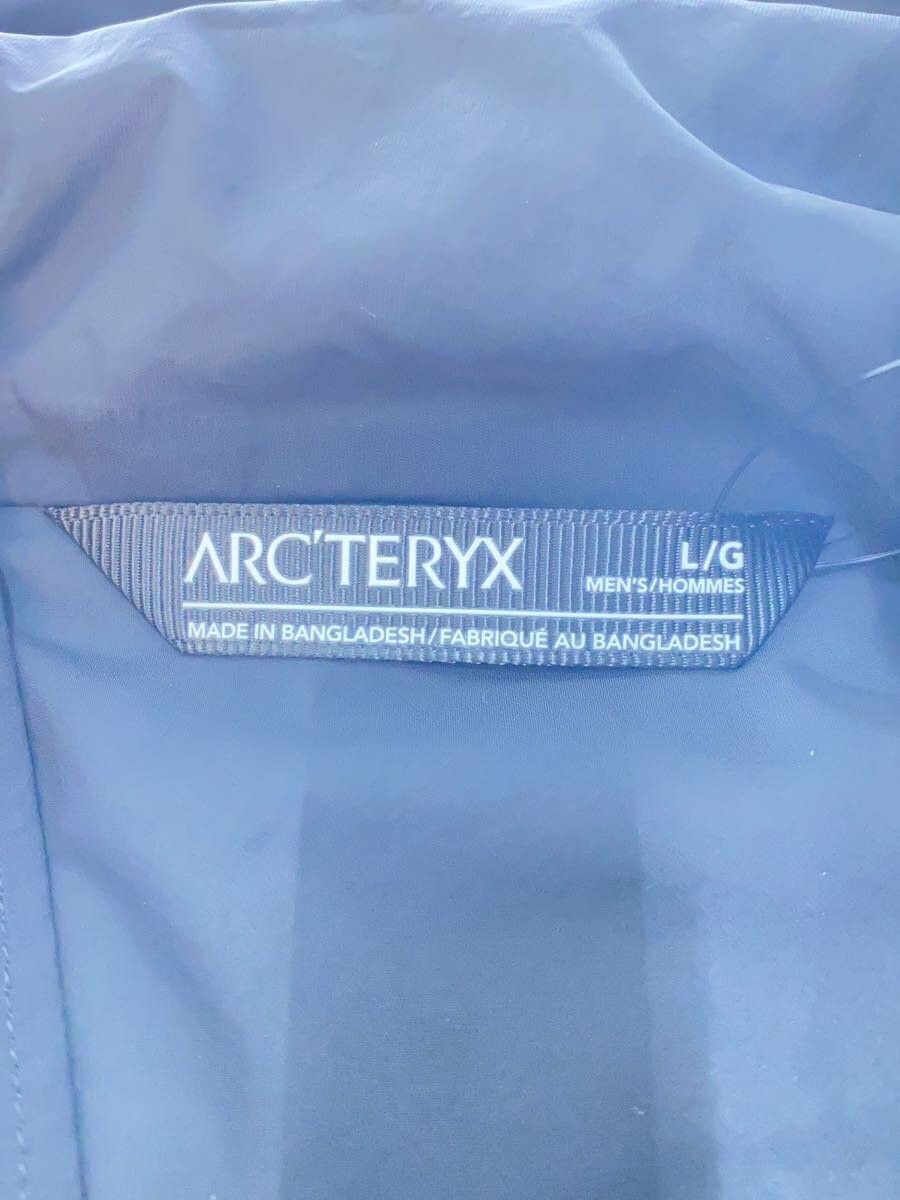 ARC'TERYX
L/G
MEN'S/HOMMES
MADE IN BANGLADESH/FABRIQUÉ AU BANGLADESH